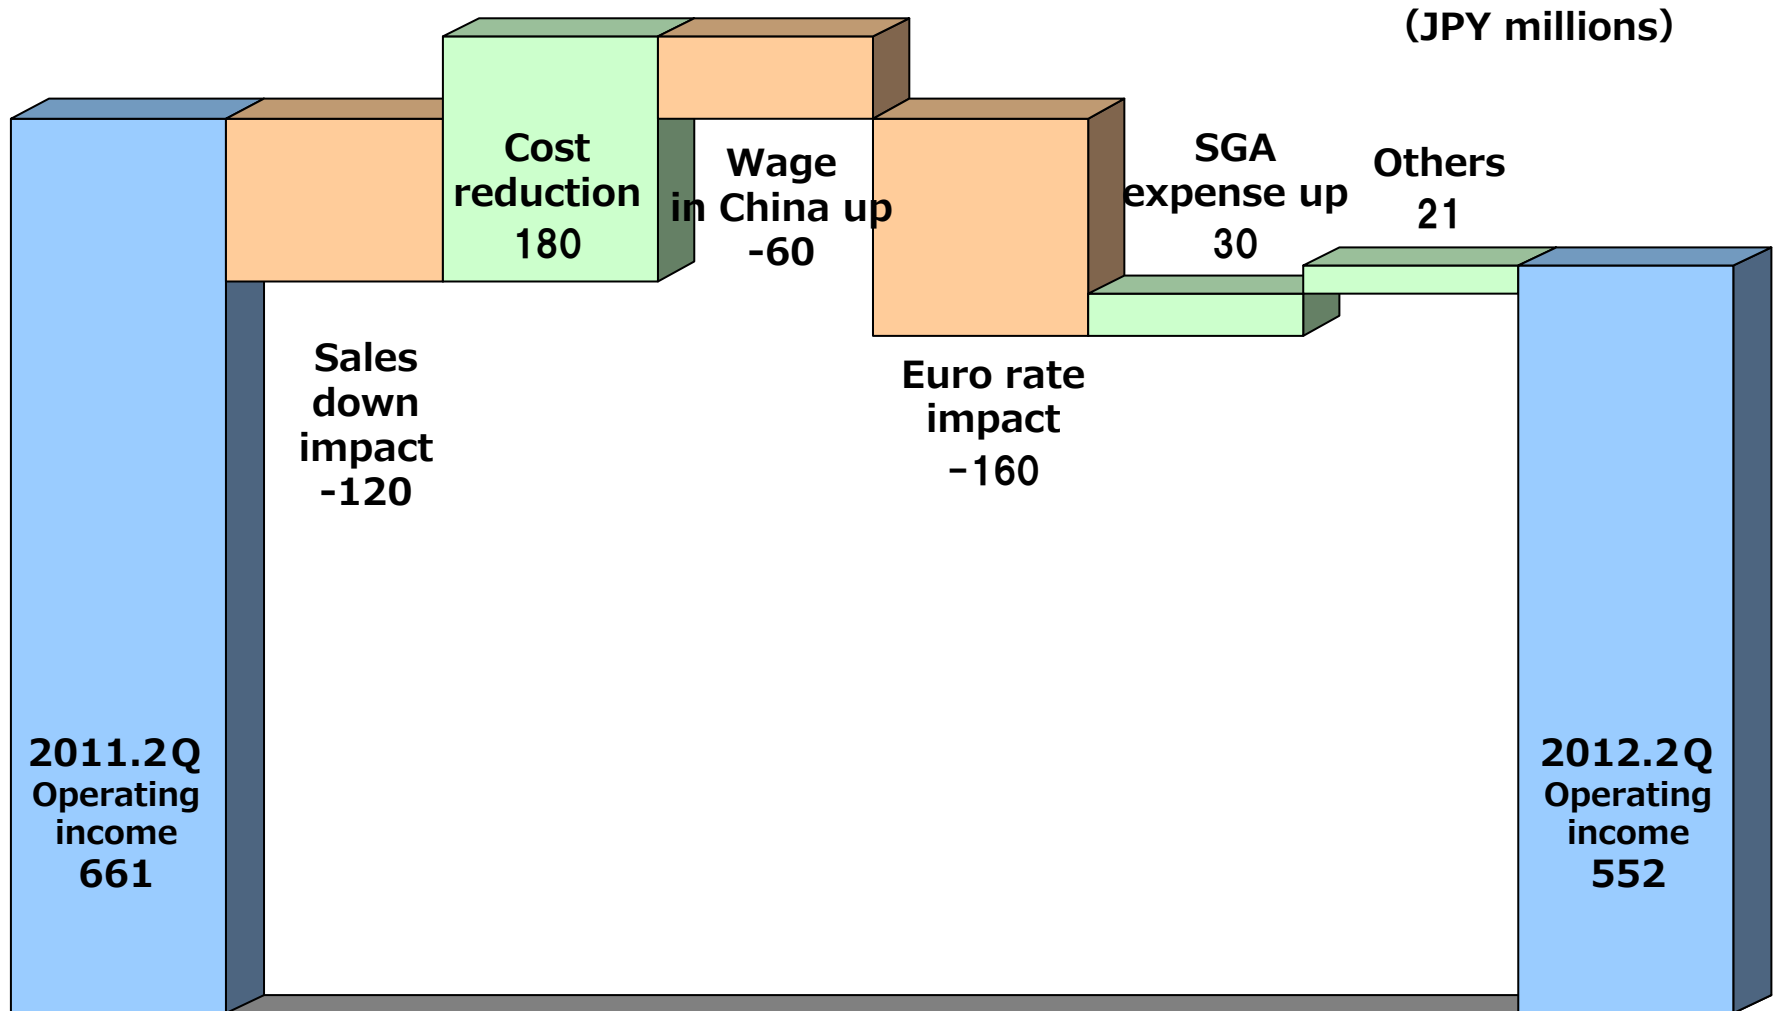 (JPY millions)
Cost
reduction
180
Wage
in China up
-60
SGA
expense up
30
Others
21
Sales
down
impact
-120
Euro rate
impact
-160
2011.2Q
Operating
income
661
2012.2Q
Operating
income
552